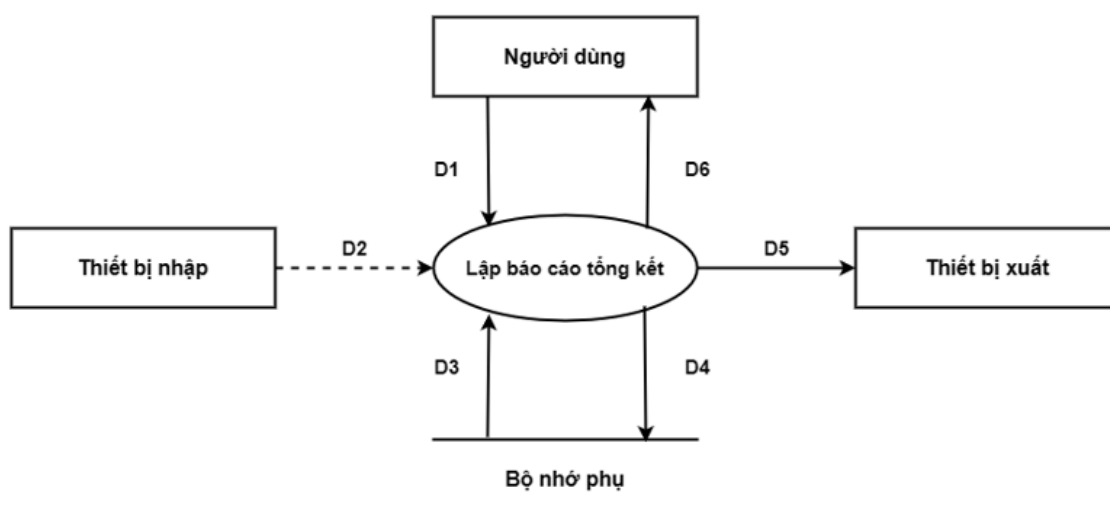 Người dùng
D1
D6
Thiết bị nhập
D2
Lập báo cáo tổng kết
D5
Thiết bị xuất
D3
D4
Bộ nhớ phụ